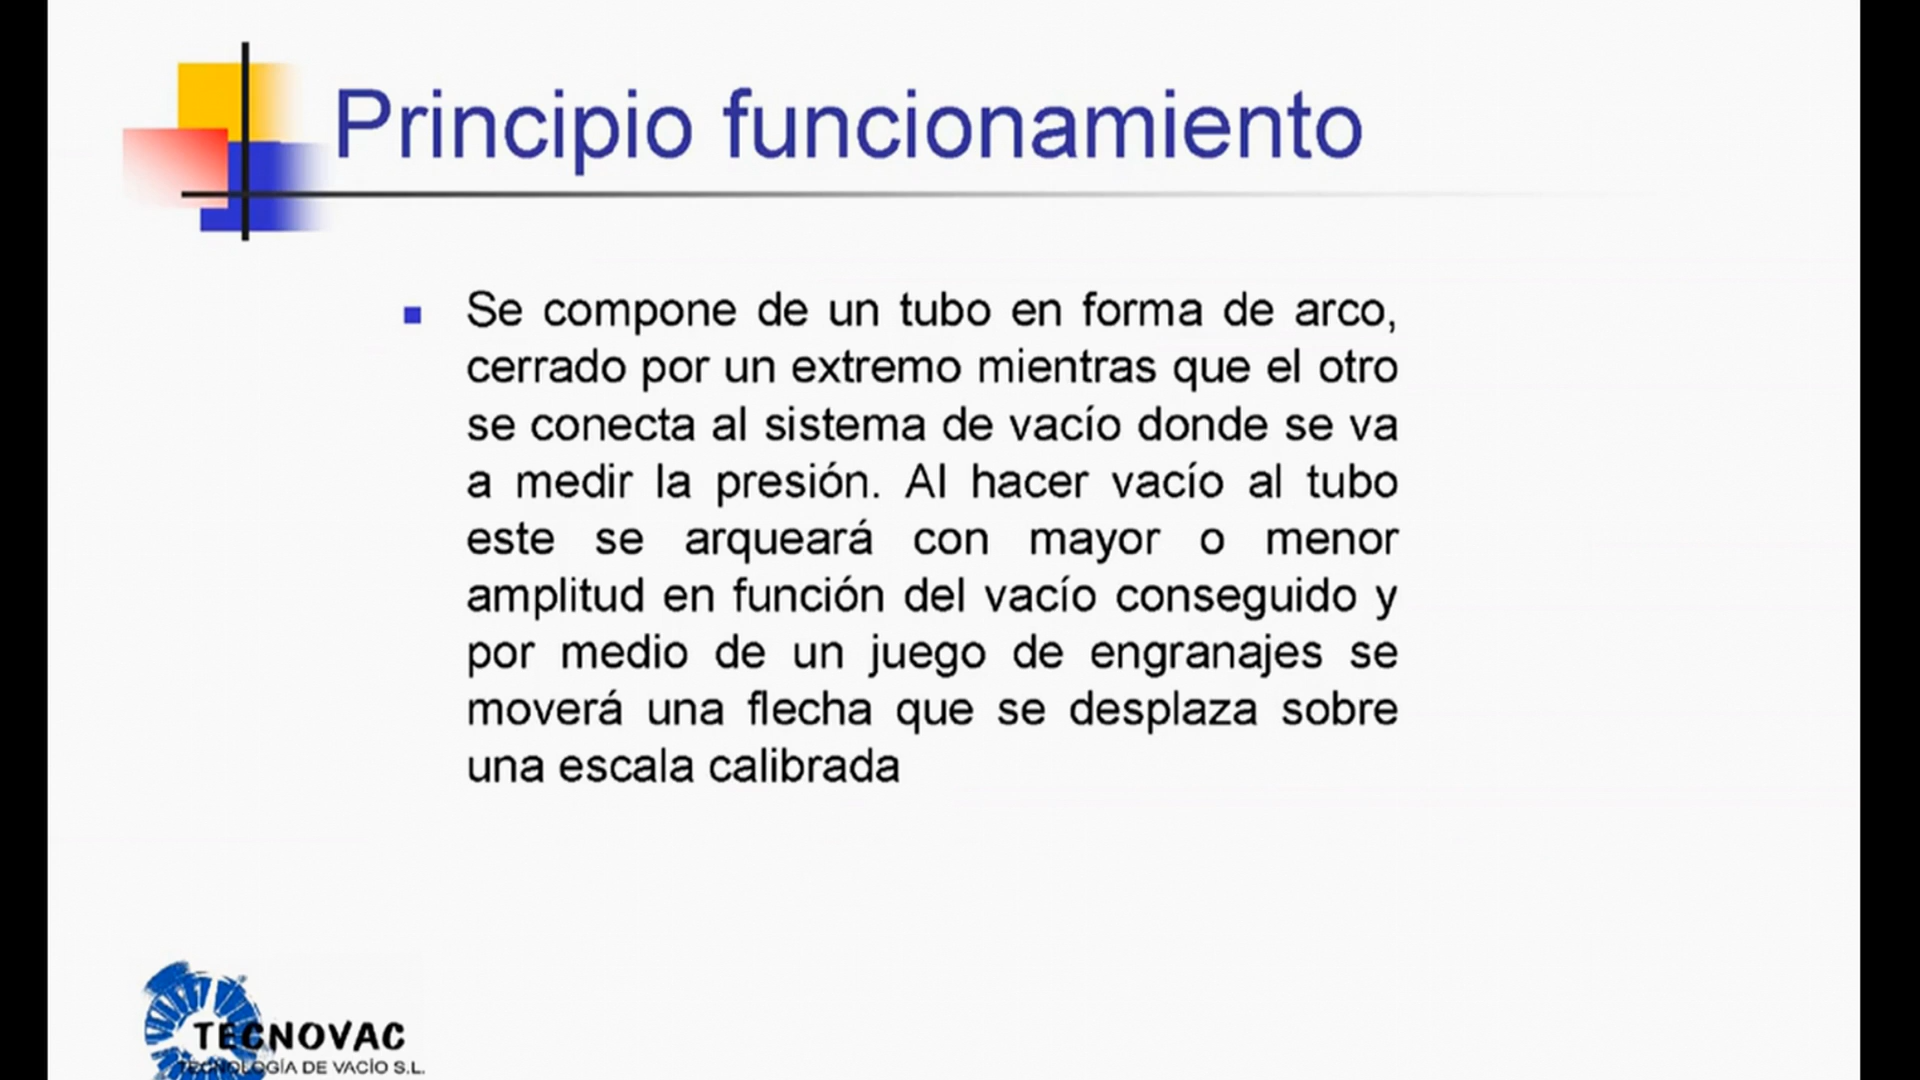 Principio funcionamiento
Se compone de un tubo en forma de arco,
cerrado por un extremo mientras que el otro
se conecta al sistema de vacío donde se va
a medir la presión. Al hacer vacío al tubo
este se arqueará con mayor o menor
amplitud en función del vacío conseguido y
por medio de un juego de engranajes se
moverá una flecha que se desplaza sobre
una escala calibrada
TECNOVAC
TECNOLOGÍA DE VACÍO S.L.